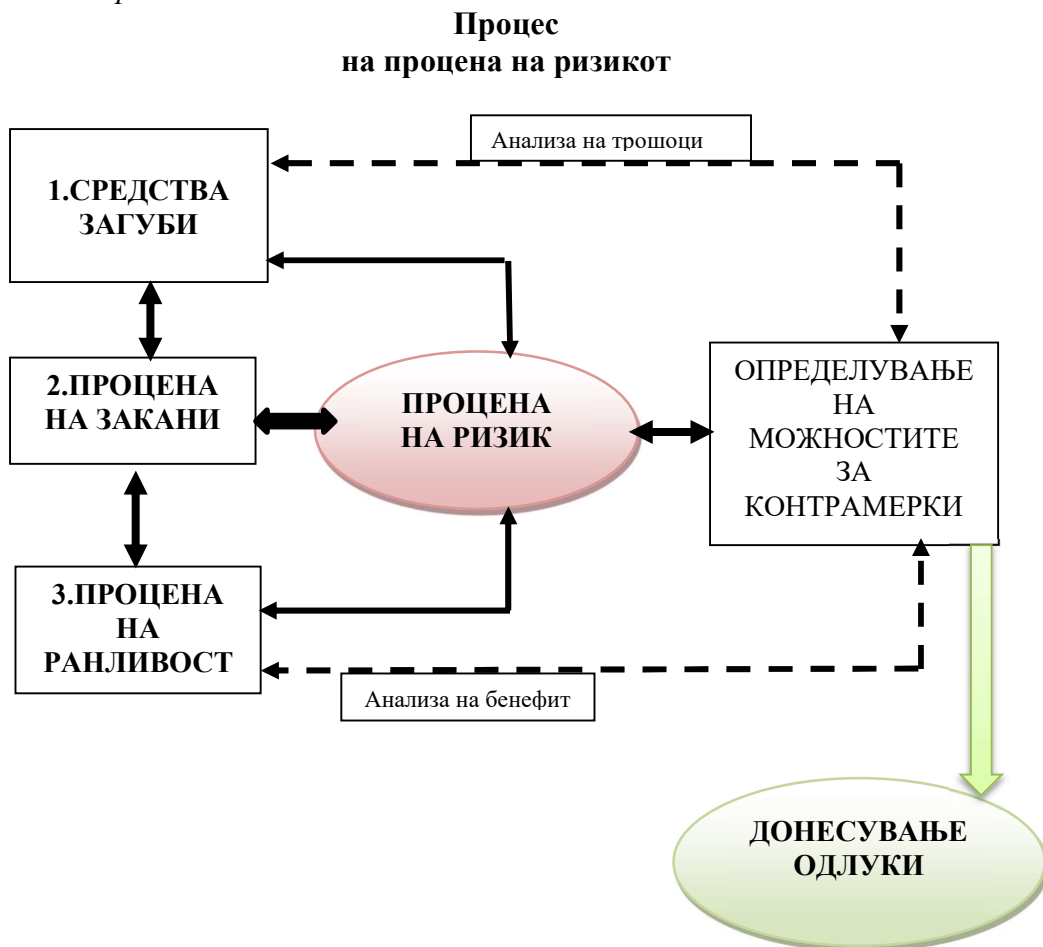 Процес
на процена на ризикот
Анализа на трошоци
1.СРЕДСТВА
ЗАГУБИ
2.ПРОЦЕНА
НА ЗАКАНИ
ПРОЦЕНА
НА РИЗИК
ОПРЕДЕЛУВАЊЕ
НА
МОЖНОСТИТЕ
ЗА
КОНТРАМЕРКИ
3.ПРОЦЕНА
НА
РАНЛИВОСТ
Анализа на бенефит
ДОНЕСУВАЊЕ
ОДЛУКИ